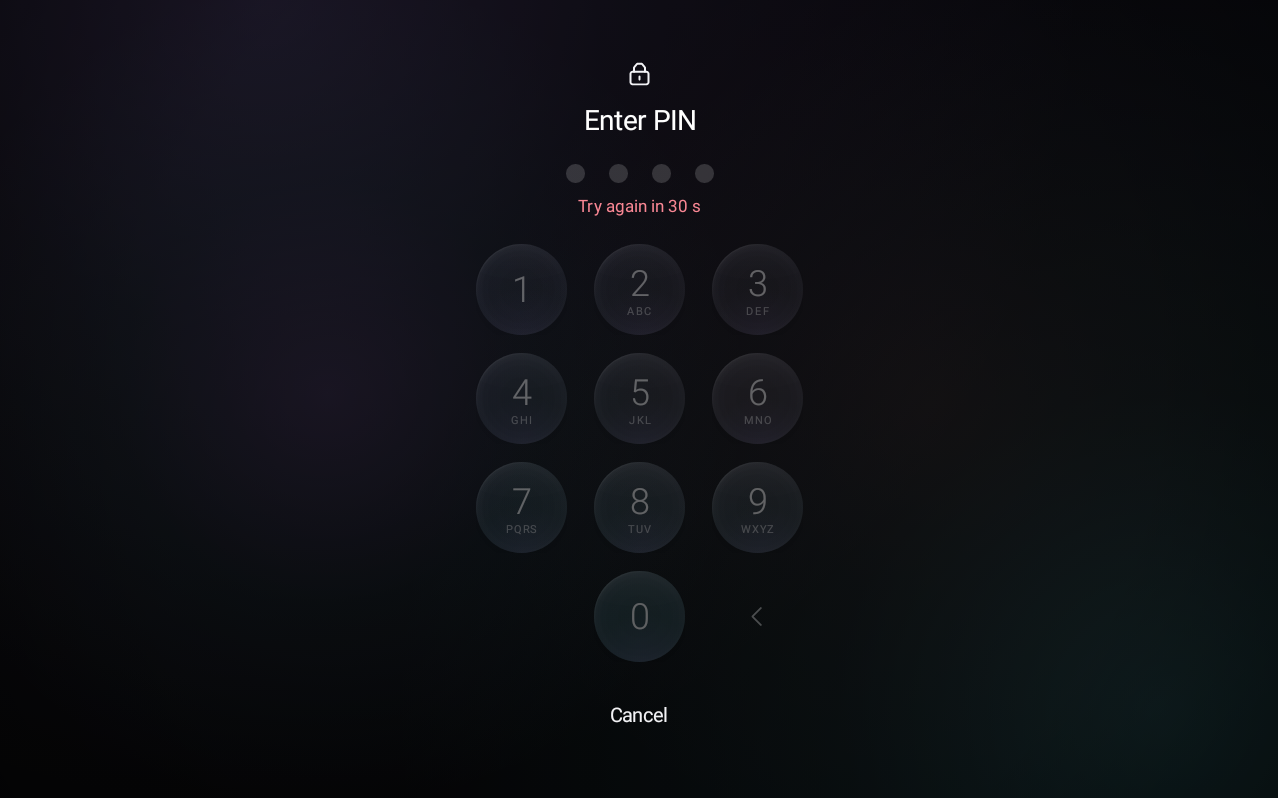 Enter PIN
Try again in 30 s
1
2
ABC
3
DEF
4
GHI
5
JKL
6
MNO
7
PQRS
8
TUV
9
WXYZ
0
Cancel